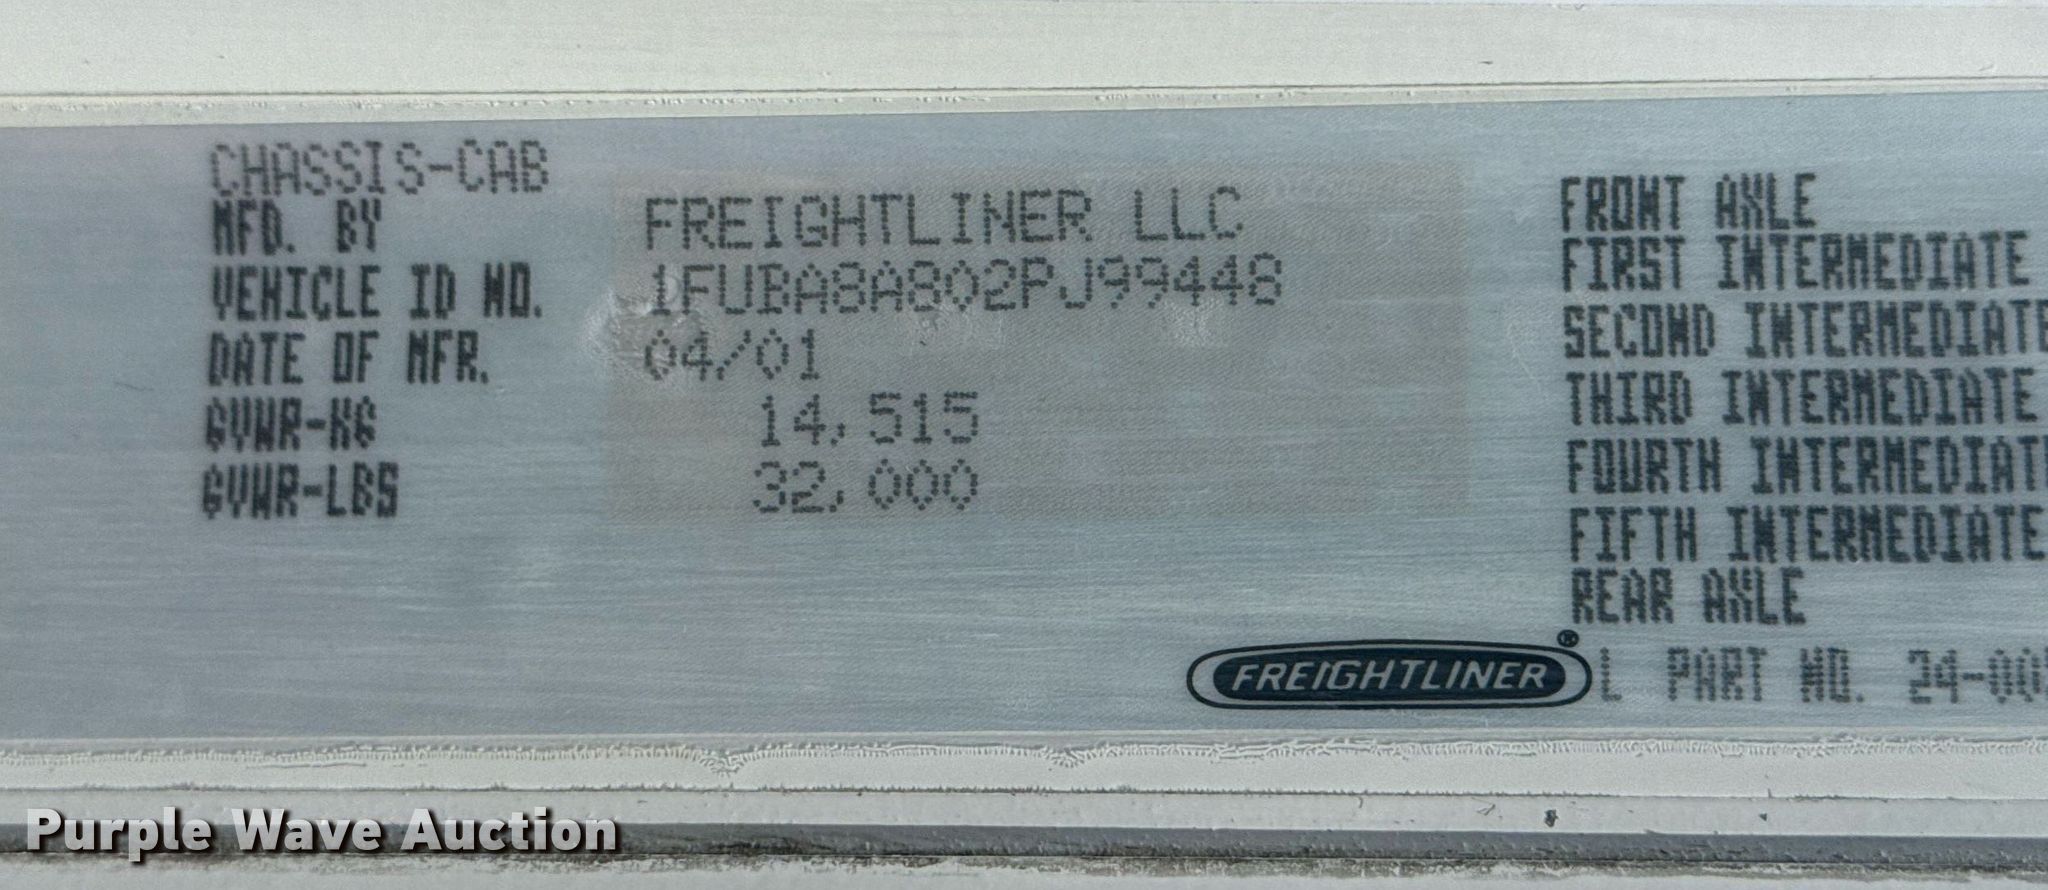 CHASSIS-CAB
MFD. BY FREIGHTLINER LLC
VEHICLE ID NO. 1FUBA8A802PJ99448
DATE OF MFR. 04/01
GVWR-KG 14,515
GVWR-LBS 32,000
FRONT AXLE
FIRST INTERMEDIATE
SECOND INTERMEDIATE
THIRD INTERMEDIATE
FOURTH INTERMEDIATE
FIFTH INTERMEDIATE
REAR AXLE
FREIGHTLINER®
L PART NO. 24-00
Purple Wave Auction